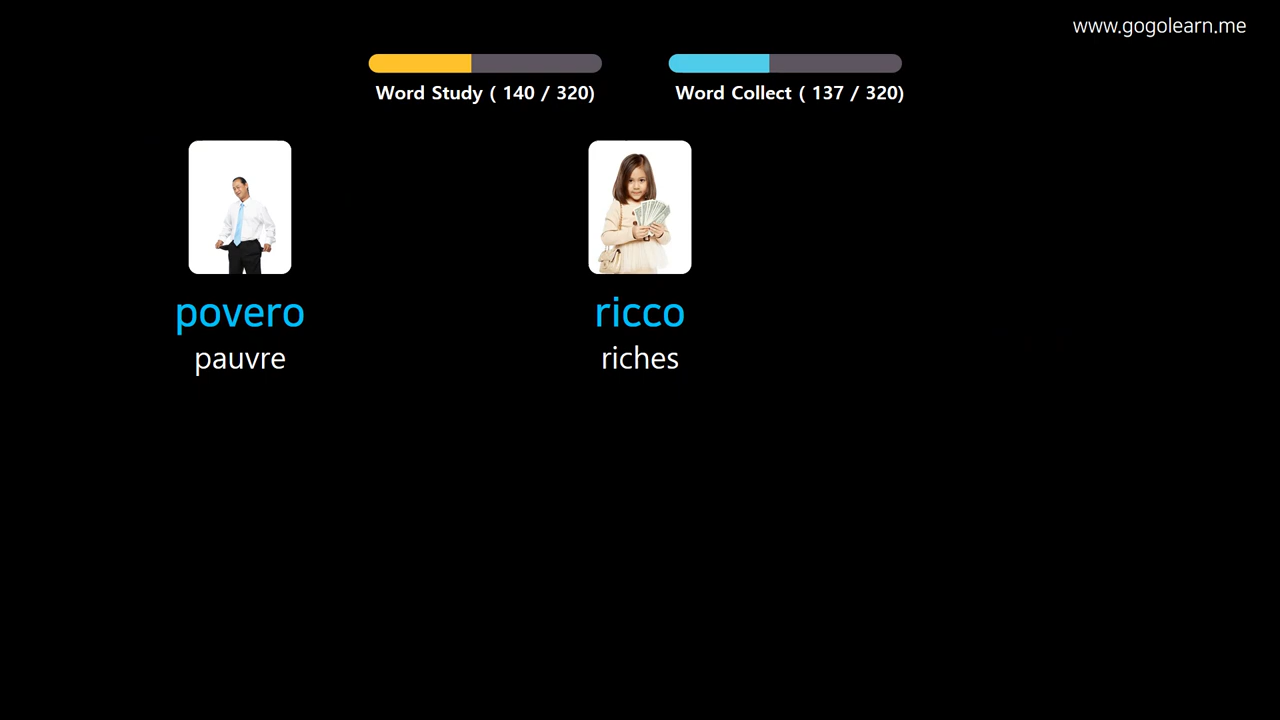 www.gogolearn.me
Word Study ( 140 / 320)
Word Collect ( 137 / 320)
povero
ricco
pauvre
riches